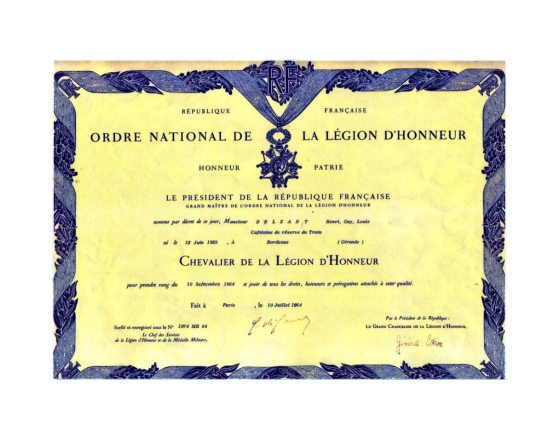 RF
RÉPUBLIQUE FRANÇAISE
ORDRE NATIONAL DE LA LÉGION D'HONNEUR
HONNEUR PATRIE
LE PRÉSIDENT DE LA RÉPUBLIQUE FRANÇAISE
GRAND MAÎTRE DE L'ORDRE NATIONAL DE LA LÉGION D'HONNEUR
nomme par décret de ce jour, Monsieur DELZANT Henri, Guy, Louis
Capitaine de réserve du Train
né le 12 Juin 1925 , à Bordeaux (Gironde)
CHEVALIER DE LA LÉGION D'HONNEUR
pour prendre rang du 10 Septembre 1964 et jouir de tous les droits, honneurs et prérogatives attachés à cette qualité.
Fait à Paris , le 10 Juillet 1964
Par le Président de la République :
Scellé et enregistré sous le N° 1974 MR 64
LE GRAND CHANCELIER DE LA LÉGION D'HONNEUR,
Le Chef des Services
de la Légion d'Honneur et de la Médaille Militaire,